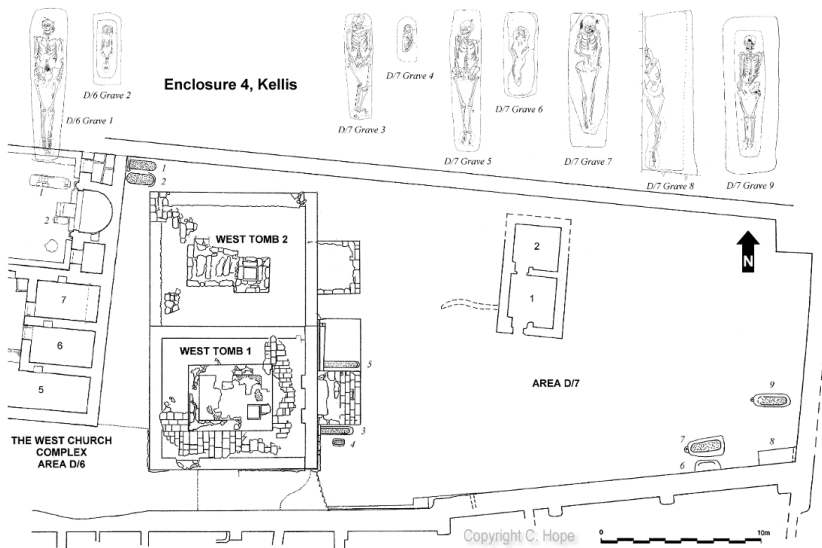 Enclosure 4, Kellis
D/6 Grave 1
D/6 Grave 2
D/7 Grave 3
D/7 Grave 4
D/7 Grave 5
D/7 Grave 6
D/7 Grave 7
D/7 Grave 8
D/7 Grave 9
1
2
1
2
WEST TOMB 2
2
1
N
7
6
5
WEST TOMB 1
5
3
4
AREA D/7
9
7
8
6
THE WEST CHURCH
COMPLEX
AREA D/6
Copyright C. Hope
0
10m